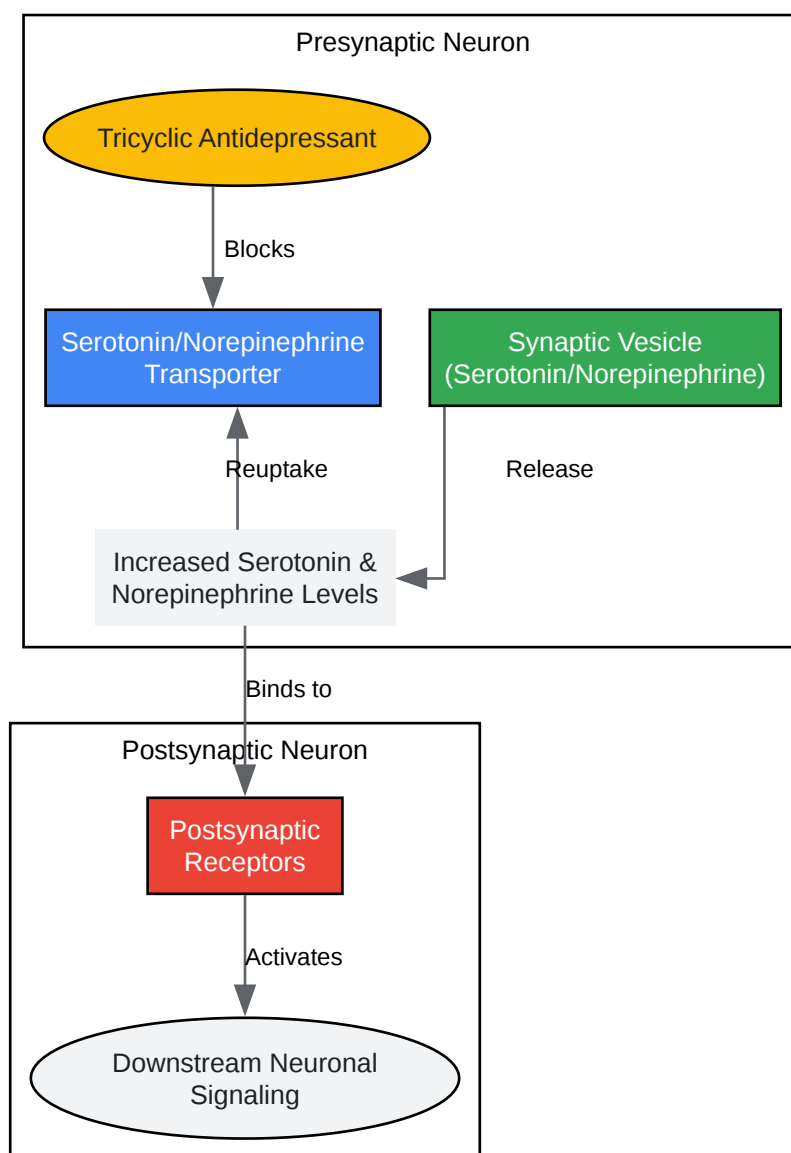 Presynaptic Neuron
Tricyclic Antidepressant
Blocks
Serotonin/Norepinephrine
Transporter
Synaptic Vesicle
(Serotonin/Norepinephrine)
Reuptake
Release
Increased Serotonin &
Norepinephrine Levels
Binds to
Postsynaptic Neuron
Postsynaptic
Receptors
Activates
Downstream Neuronal
Signaling